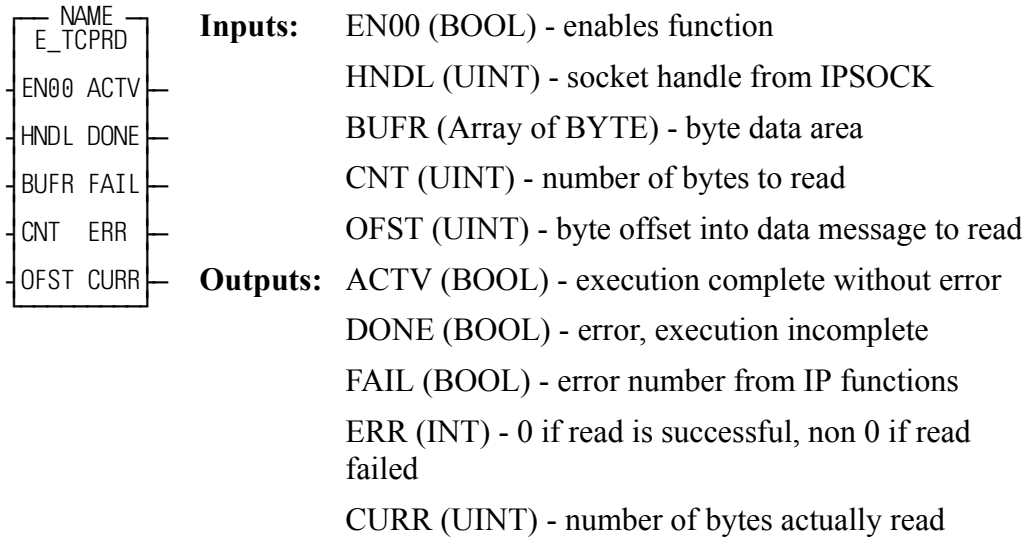 NAME
E_TCPRD
EN00 ACTV
HNDL DONE
BUFR FAIL
CNT ERR
OFST CURR
Inputs: EN00 (BOOL) - enables function
HNDL (UINT) - socket handle from IPSOCK
BUFR (Array of BYTE) - byte data area
CNT (UINT) - number of bytes to read
OFST (UINT) - byte offset into data message to read
Outputs: ACTV (BOOL) - execution complete without error
DONE (BOOL) - error, execution incomplete
FAIL (BOOL) - error number from IP functions
ERR (INT) - 0 if read is successful, non 0 if read
failed
CURR (UINT) - number of bytes actually read